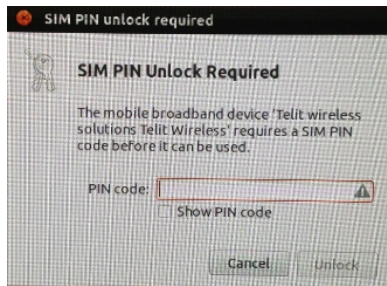 SIM PIN unlock required
SIM PIN Unlock Required
The mobile broadband device 'Telit wireless
solutions Telit Wireless' requires a SIM PIN
code before it can be used.
PIN code:
Show PIN code
Cancel
Unlock